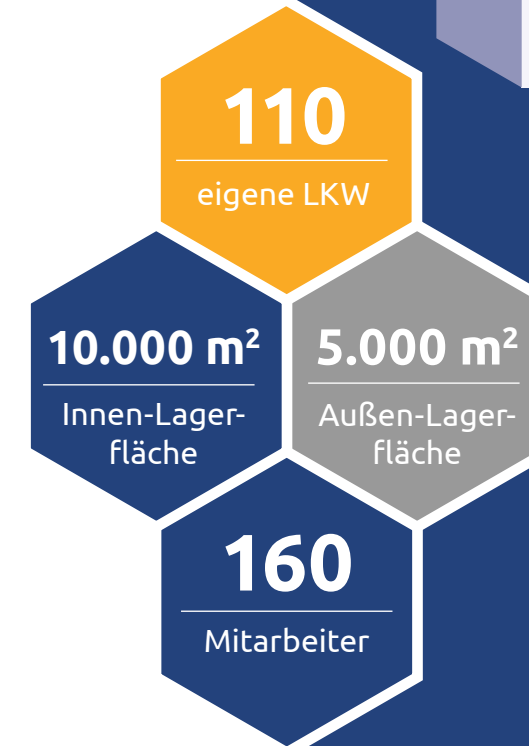 110
eigene LKW
10.000 m²
Innen-Lager-
fläche
5.000 m²
Außen-Lager-
fläche
160
Mitarbeiter